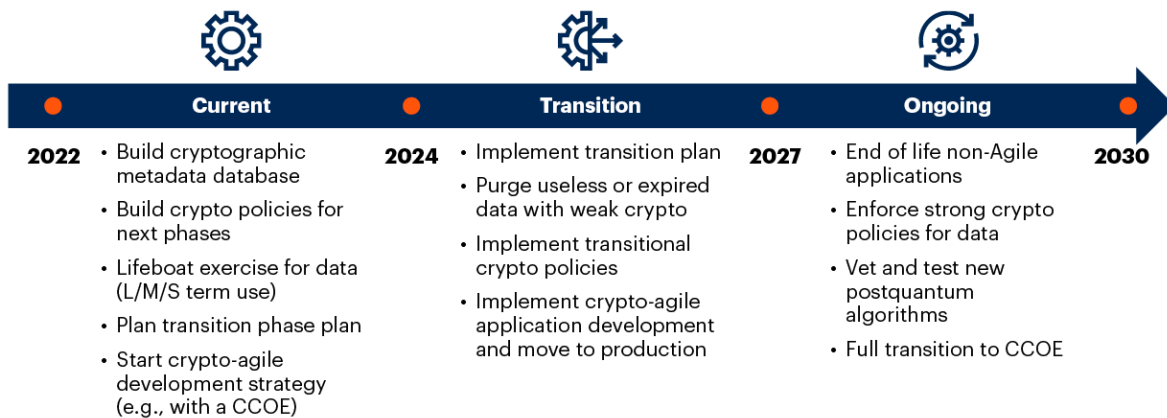 Current
Transition
Ongoing
2022
• Build cryptographic
metadata database
• Build crypto policies for
next phases
• Lifeboat exercise for data
(L/M/S term use)
• Plan transition phase plan
• Start crypto-agile
development strategy
(e.g., with a CCOE)
2024
• Implement transition plan
• Purge useless or expired
data with weak crypto
• Implement transitional
crypto policies
• Implement crypto-agile
application development
and move to production
2027
• End of life non-Agile
applications
• Enforce strong crypto
policies for data
• Vet and test new
postquantum
algorithms
• Full transition to CCOE
2030